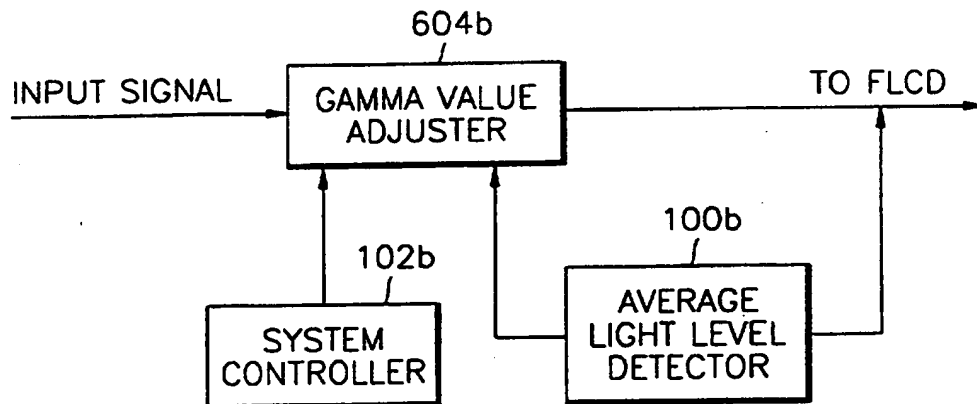 604b
INPUT SIGNAL
GAMMA VALUE
ADJUSTER
TO FLCD
102b
SYSTEM
CONTROLLER
100b
AVERAGE
LIGHT LEVEL
DETECTOR